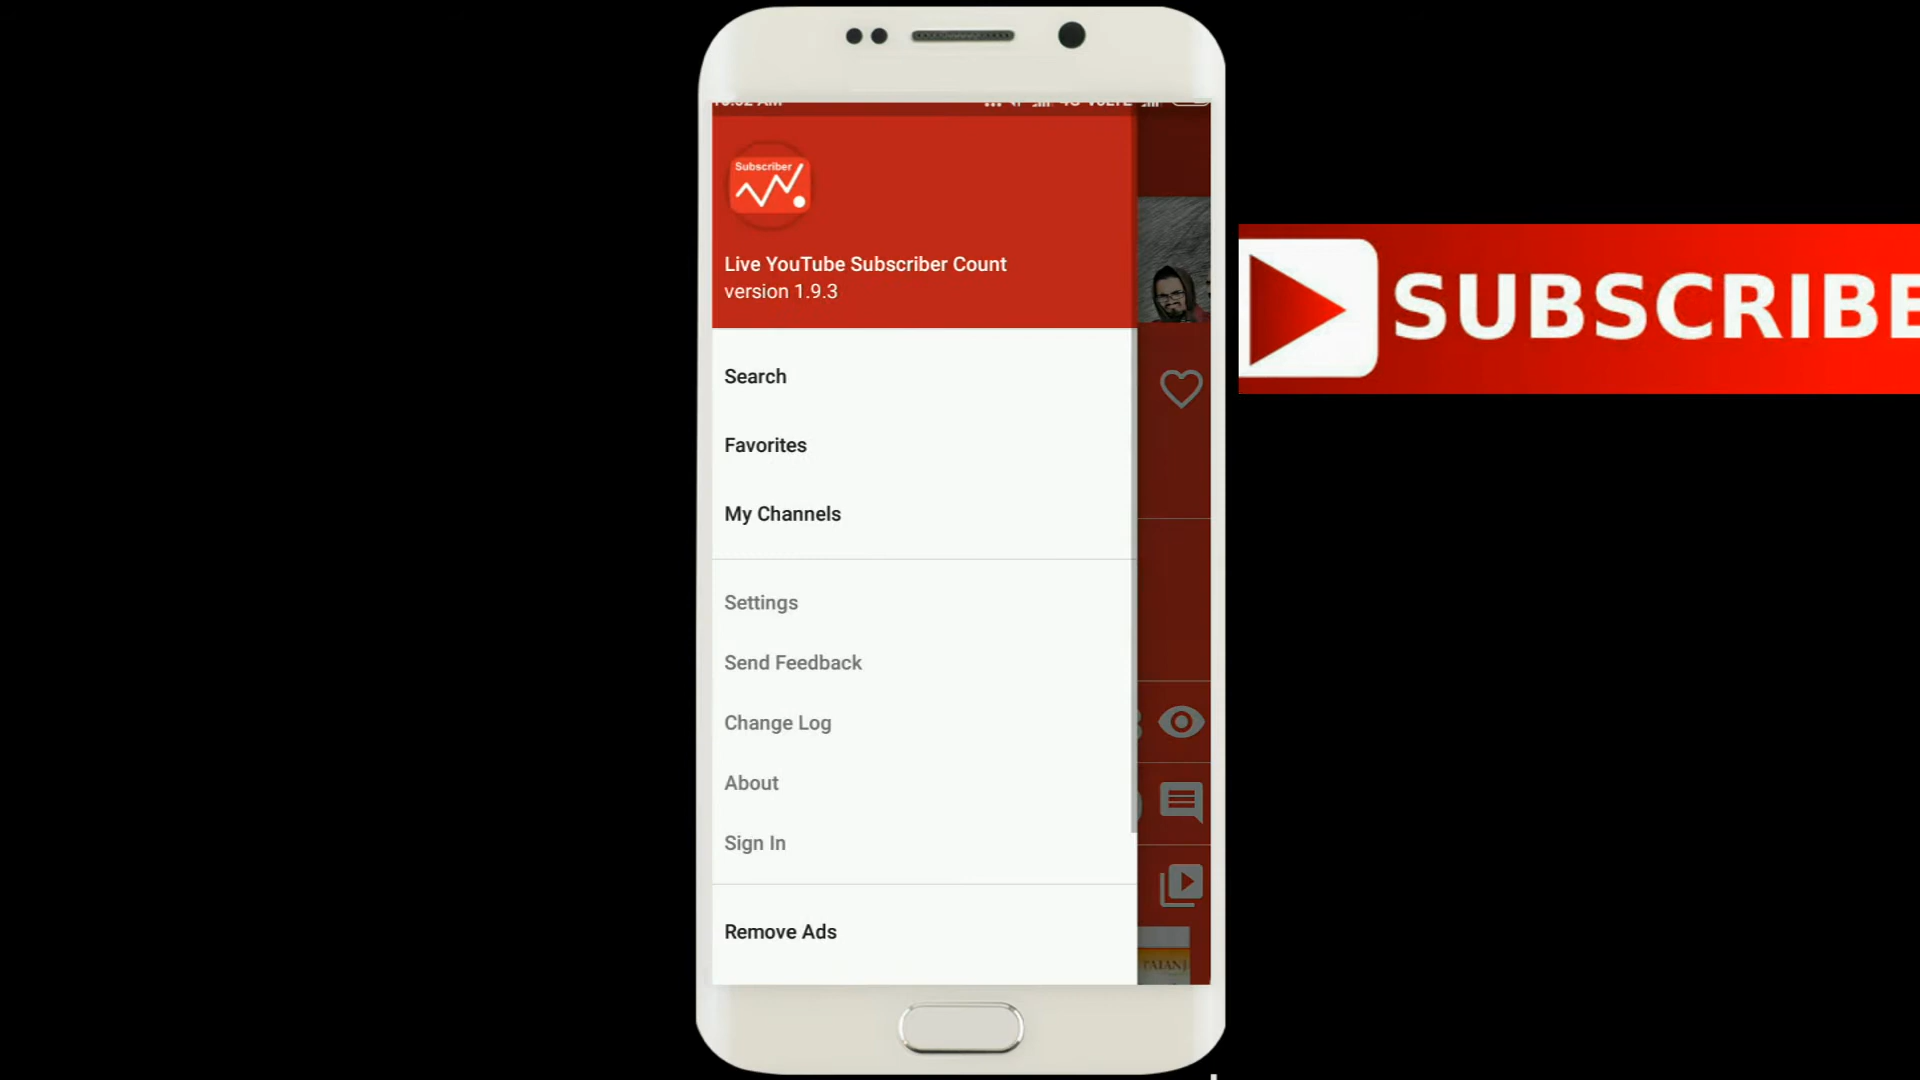 Subscriber
Live YouTube Subscriber Count
version 1.9.3
Search
Favorites
My Channels
Settings
Send Feedback
Change Log
About
Sign In
Remove Ads
SUBSCRIBE